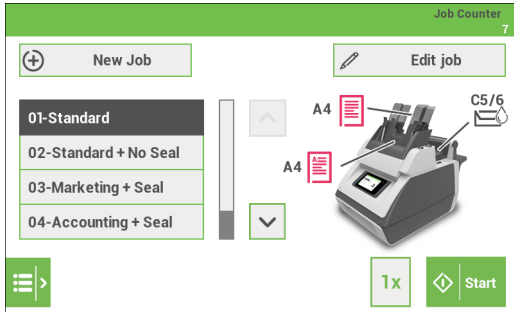 Job Counter
7
New Job
Edit job
01-Standard
02-Standard + No Seal
03-Marketing + Seal
04-Accounting + Seal
A4
C5/6
A4
1x
Start